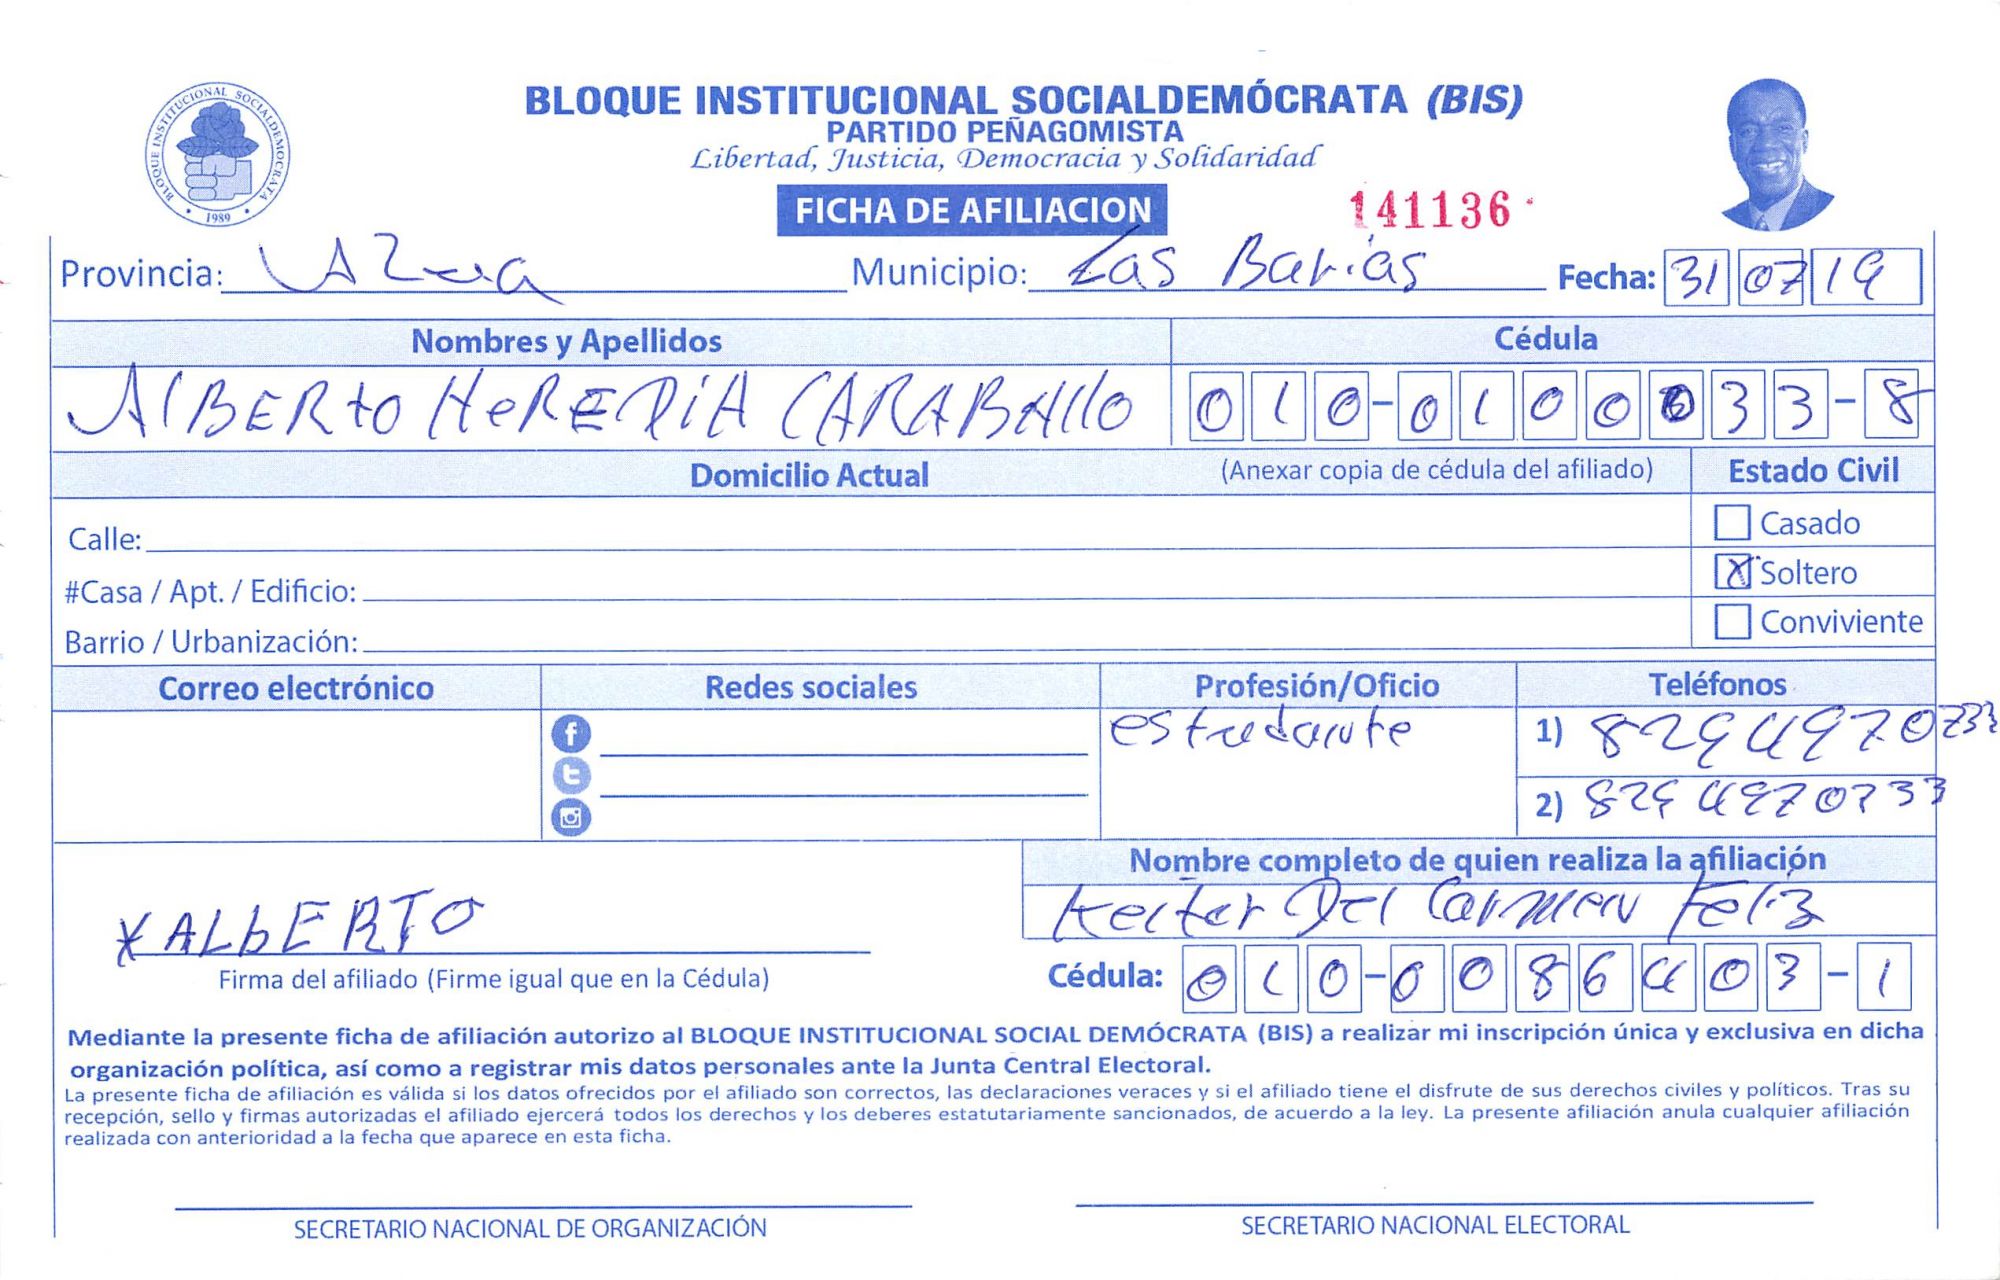 BLOQUE INSTITUCIONAL SOCIALDEMÓCRATA (BIS)
PARTIDO PEÑAGOMISTA
Libertad, Justicia, Democracia y Solidaridad
BLOQUE INSTITUCIONAL SOCIALDEMOCRATA
1989
FICHA DE AFILIACION
141136
Provincia: AZua Municipio: Las Barias Fecha: 31 07 19
Nombres y Apellidos Cédula
AlBERtO HeREDiA CARABAllO 010-0100033-8
Domicilio Actual (Anexar copia de cédula del afiliado) Estado Civil
Calle: Casado
#Casa / Apt. / Edificio: X Soltero
Barrio / Urbanización: Conviviente
Correo electrónico Redes sociales Profesión/Oficio Teléfonos
estudante 1) 8294970733
2) 8294970733
Nombre completo de quien realiza la afiliación
Del Carmen Feliz
X ALbERTO
Firma del afiliado (Firme igual que en la Cédula)
Cédula: 010-0086403-1
Mediante la presente ficha de afiliación autorizo al BLOQUE INSTITUCIONAL SOCIAL DEMÓCRATA (BIS) a realizar mi inscripción única y exclusiva en dicha
organización política, así como a registrar mis datos personales ante la Junta Central Electoral.
La presente ficha de afiliación es válida si los datos ofrecidos por el afiliado son correctos, las declaraciones veraces y si el afiliado tiene el disfrute de sus derechos civiles y políticos. Tras su
recepción, sello y firmas autorizadas el afiliado ejercerá todos los derechos y los deberes estatutariamente sancionados, de acuerdo a la ley. La presente afiliación anula cualquier afiliación
realizada con anterioridad a la fecha que aparece en esta ficha.
SECRETARIO NACIONAL DE ORGANIZACIÓN SECRETARIO NACIONAL ELECTORAL